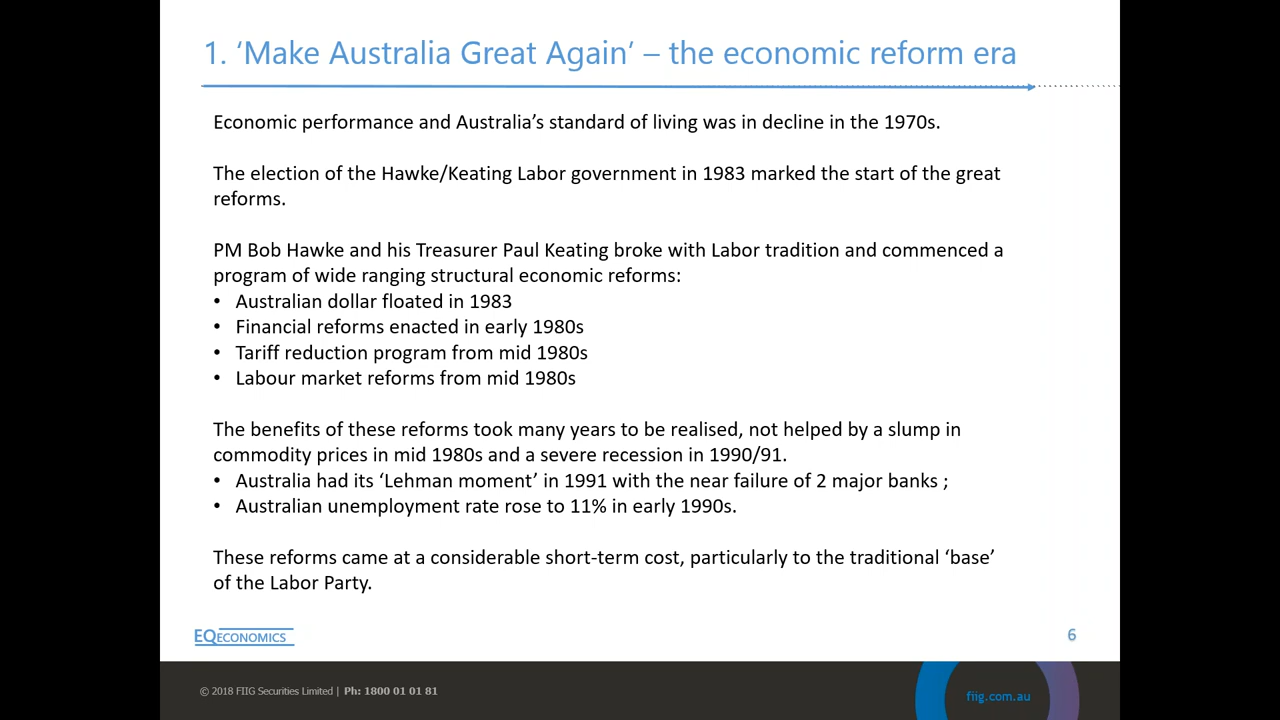 1. ‘Make Australia Great Again’ – the economic reform era
Economic performance and Australia’s standard of living was in decline in the 1970s.
The election of the Hawke/Keating Labor government in 1983 marked the start of the great
reforms.
PM Bob Hawke and his Treasurer Paul Keating broke with Labor tradition and commenced a
program of wide ranging structural economic reforms:
• Australian dollar floated in 1983
• Financial reforms enacted in early 1980s
• Tariff reduction program from mid 1980s
• Labour market reforms from mid 1980s
The benefits of these reforms took many years to be realised, not helped by a slump in
commodity prices in mid 1980s and a severe recession in 1990/91.
• Australia had its ‘Lehman moment’ in 1991 with the near failure of 2 major banks ;
• Australian unemployment rate rose to 11% in early 1990s.
These reforms came at a considerable short-term cost, particularly to the traditional ‘base’
of the Labor Party.
EQECONOMICS
6
© 2018 FIIG Securities Limited | Ph: 1800 01 01 81
fiig.com.au